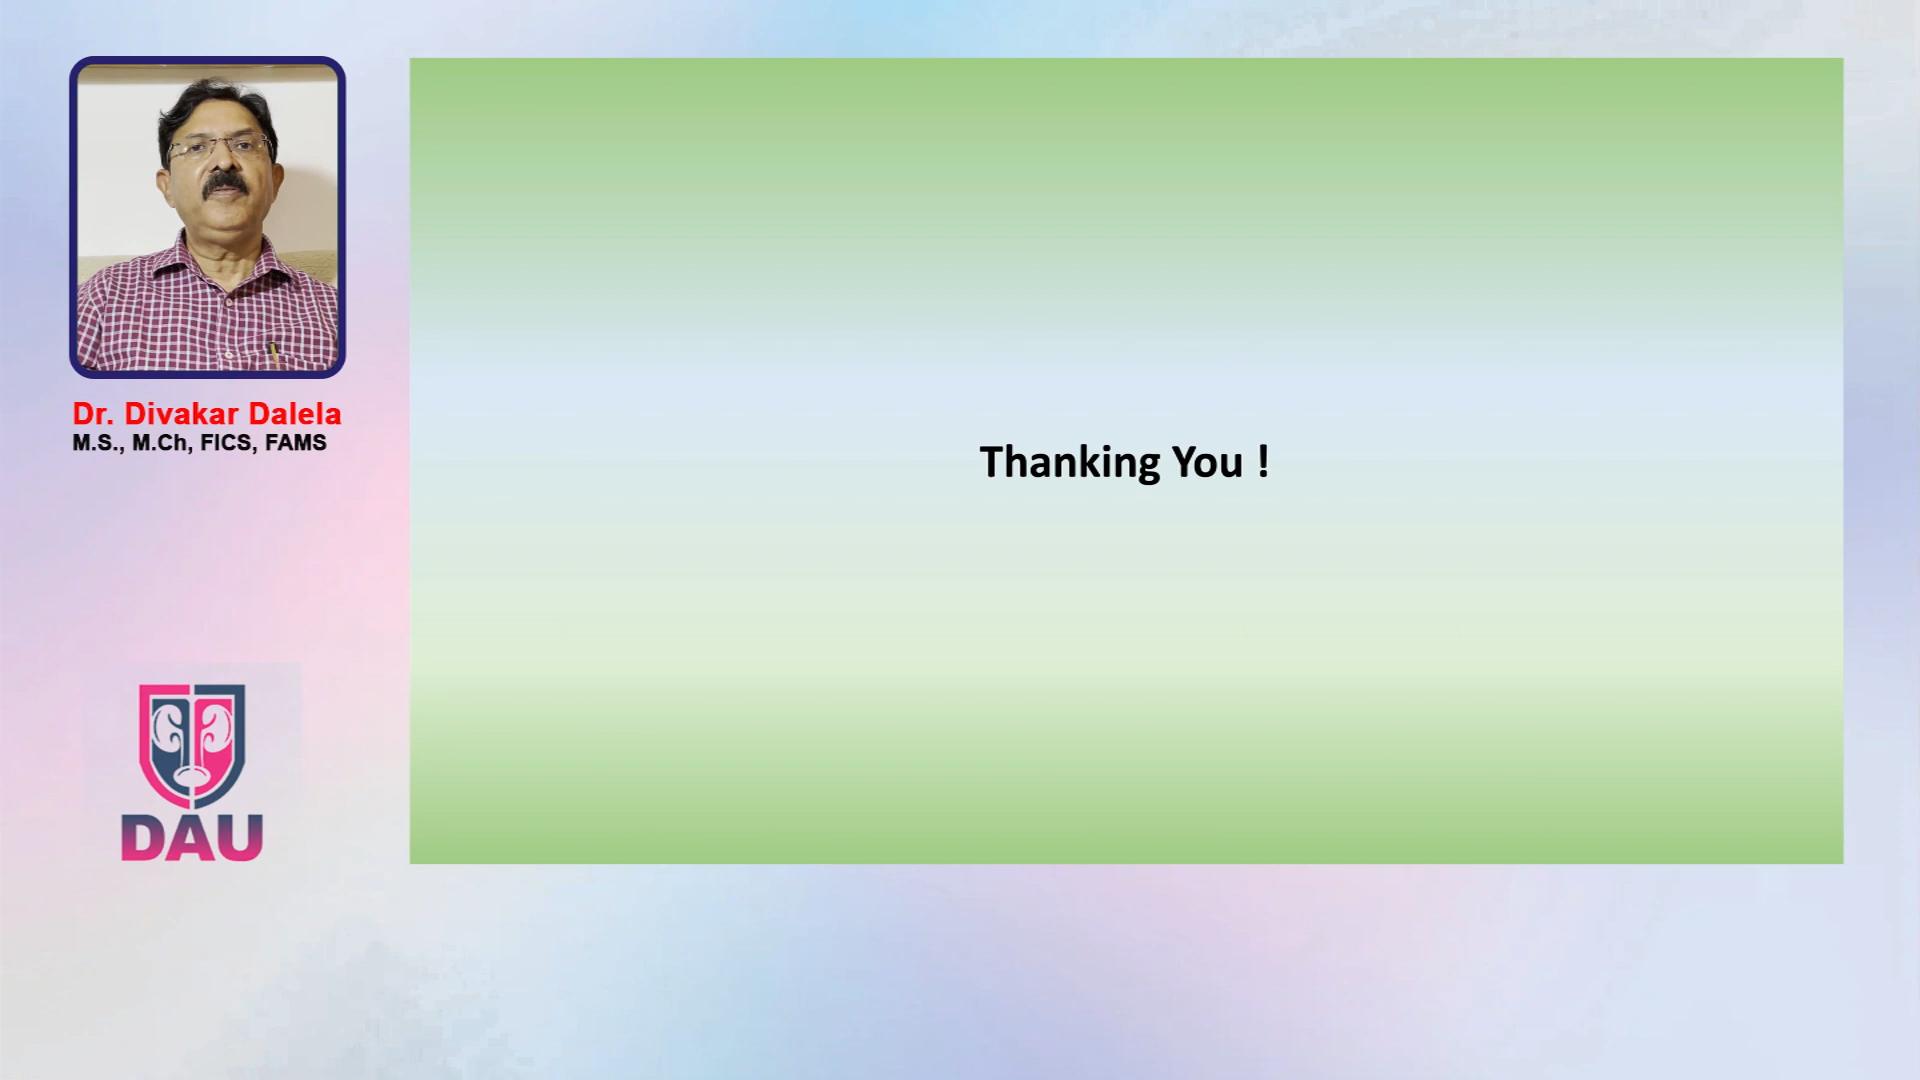 Dr. Divakar Dalela
M.S., M.Ch, FICS, FAMS
Thanking You !
DAU